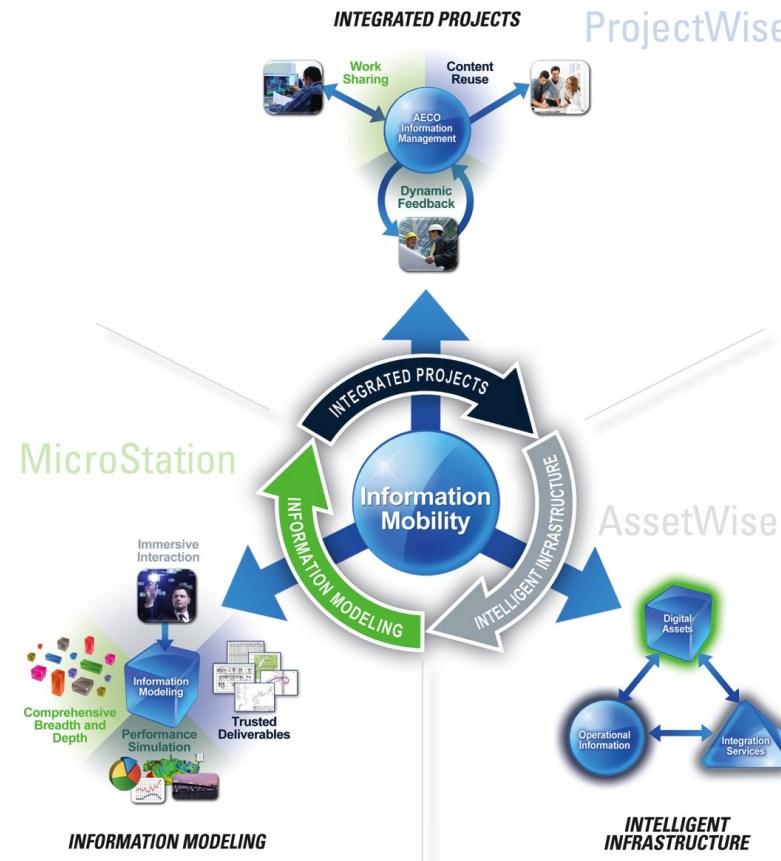 INTEGRATED PROJECTS
ProjectWise
Work
Sharing
Content
Reuse
AECO
Information
Management
Dynamic
Feedback
INTEGRATED PROJECTS
MicroStation
Information
Mobility
INTELLIGENT INFRASTRUCTURE
INFORMATION MODELING
AssetWise
Immersive
Interaction
Digital
Assets
Information
Modeling
Comprehensive
Breadth and
Depth
Performance
Simulation
Trusted
Deliverables
Operational
Information
Integration
Services
INFORMATION MODELING
INTELLIGENT
INFRASTRUCTURE